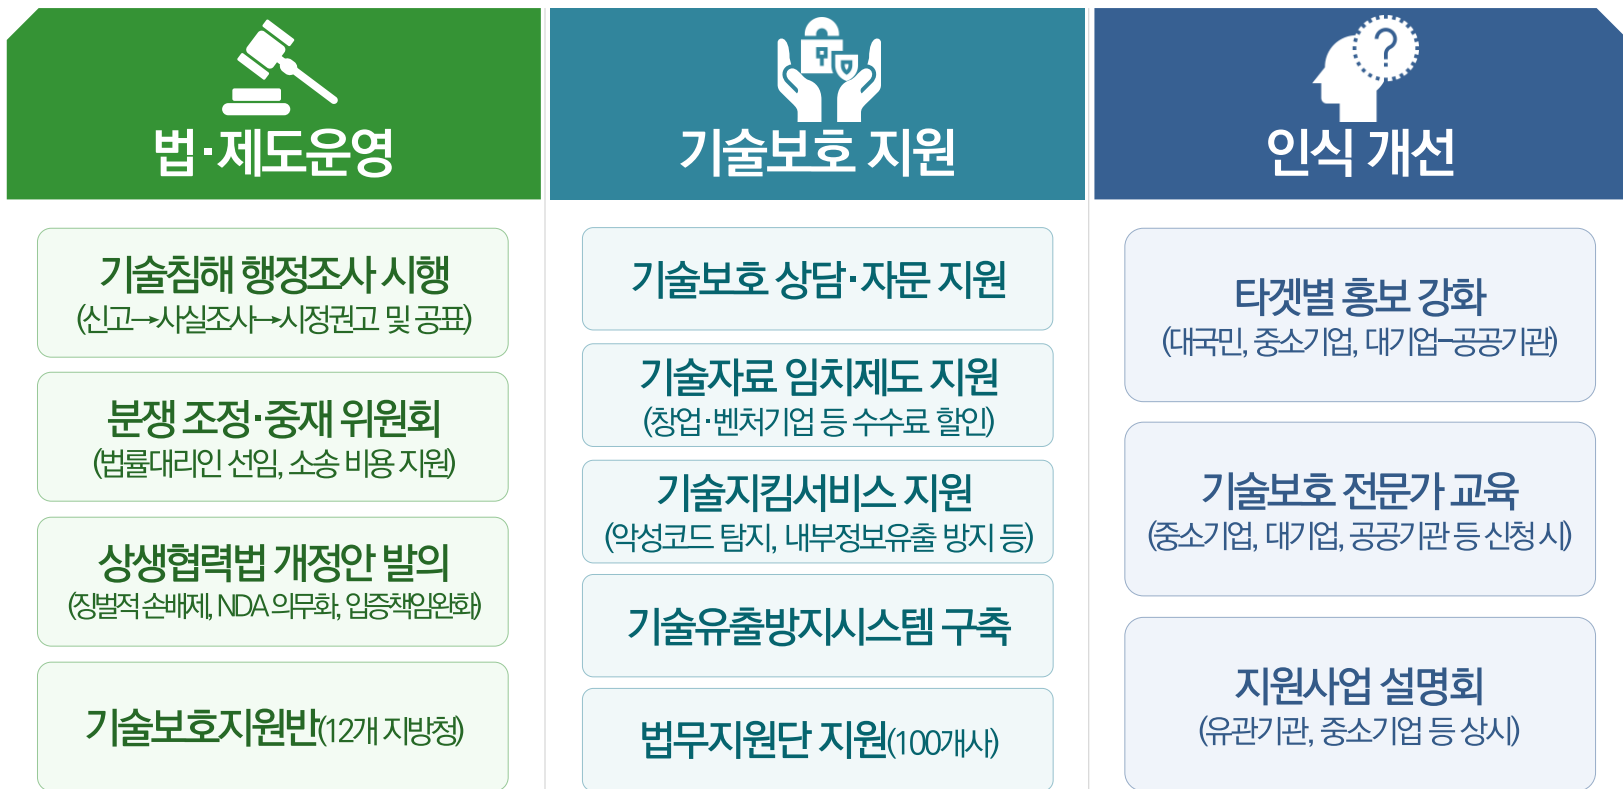 법·제도운영
기술침해 행정조사 시행
(신고→사실조사→시정권고 및 공표)
분쟁 조정·중재 위원회
(법률대리인 선임, 소송 비용 지원)
상생협력법 개정안 발의
(징벌적 손배제, NDA 의무화, 입증책임완화)
기술보호지원반(12개 지방청)
기술보호 지원
기술보호 상담·자문 지원
기술자료 임치제도 지원
(창업·벤처기업 등 수수료 할인)
기술지킴서비스 지원
(악성코드 탐지, 내부정보유출 방지 등)
기술유출방지시스템 구축
법무지원단 지원(100개사)
인식 개선
타겟별 홍보 강화
(대국민, 중소기업, 대기업-공공기관)
기술보호 전문가 교육
(중소기업, 대기업, 공공기관 등 신청 시)
지원사업 설명회
(유관기관, 중소기업 등 상시)